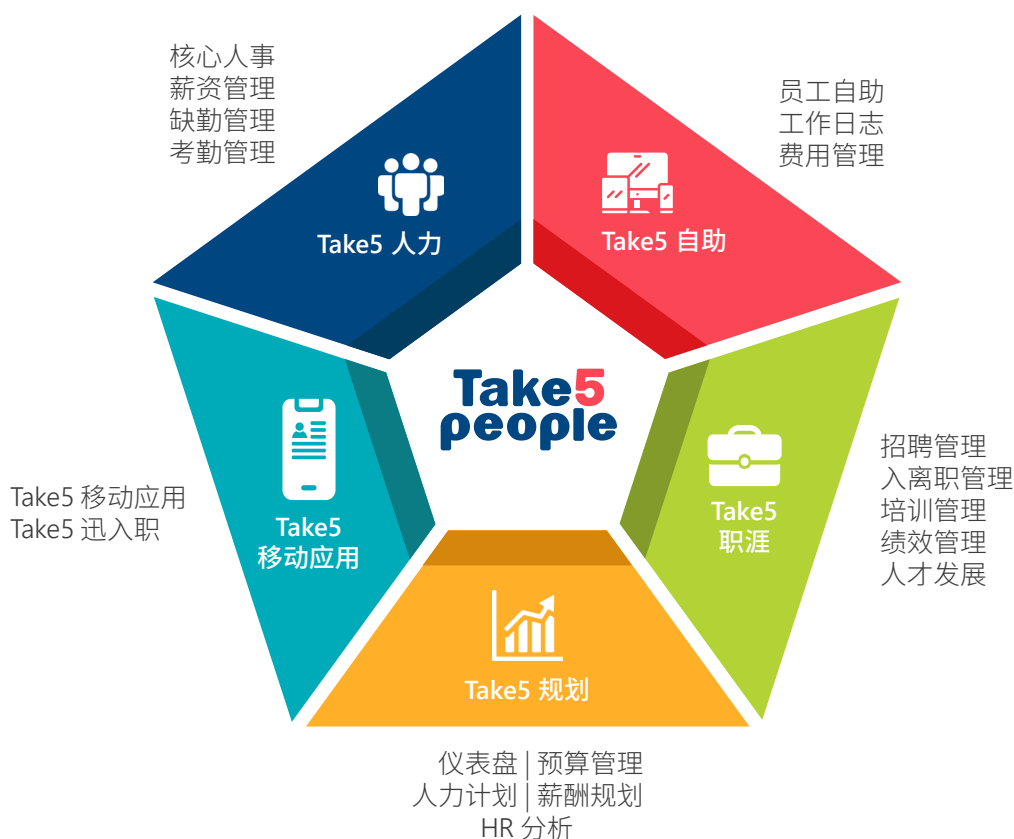 核心人事
薪资管理
缺勤管理
考勤管理
Take5 人力
员工自助
工作日志
费用管理
Take5 自助
Take5
people
Take5 移动应用
Take5 迅入职
Take5
移动应用
Take5
职涯
招聘管理
入离职管理
培训管理
绩效管理
人才发展
Take5 规划
仪表盘 | 预算管理
人力计划 | 薪酬规划
HR 分析